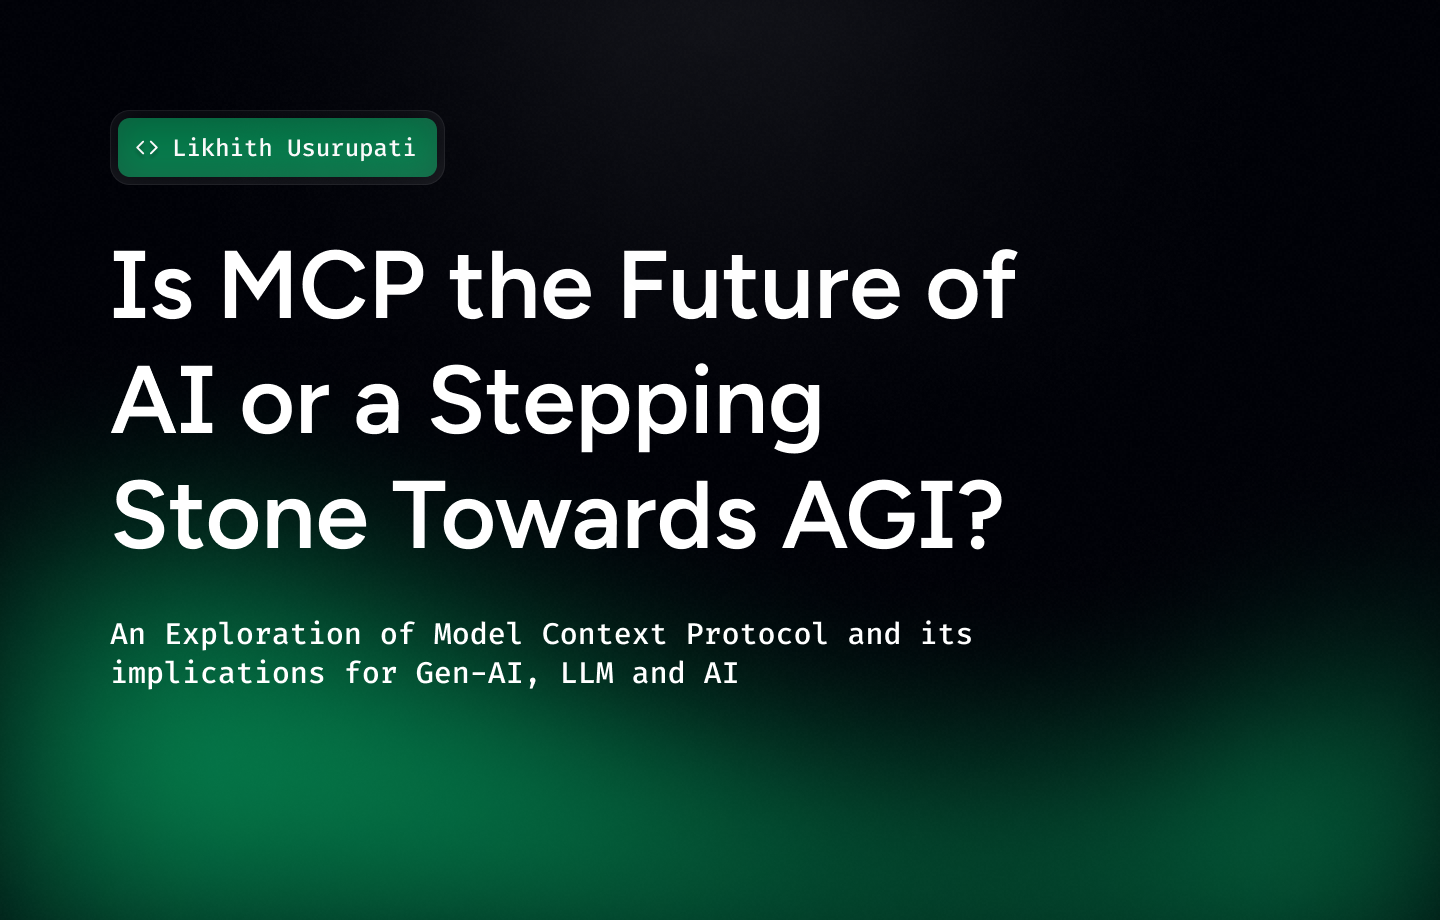 Likhith Usurupati
Is MCP the Future of
AI or a Stepping
Stone Towards AGI?
An Exploration of Model Context Protocol and its
implications for Gen-AI, LLM and AI